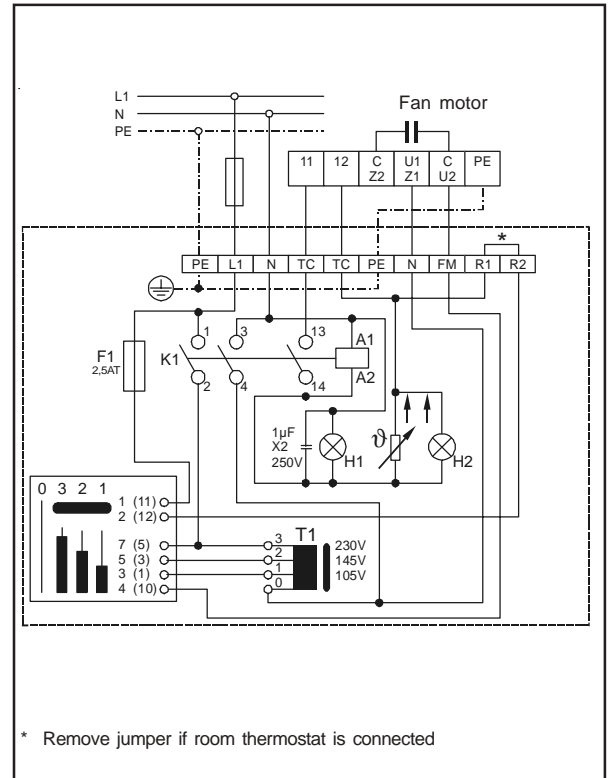 L1
N
PE
Fan motor
11 12 C Z2 U1 Z1 C U2 PE
*
PE L1 N TC TC PE N FM R1 R2
1 3 13 A1
F1
2,5AT
K1
A2
2 4 14
1µF
X2
250V
H1
ϑ
H2
0 3 2 1
1 (11)
2 (12)
7 (5)
5 (3)
3 (1)
4 (10)
T1
3 230V
2 145V
1 105V
0
* Remove jumper if room thermostat is connected